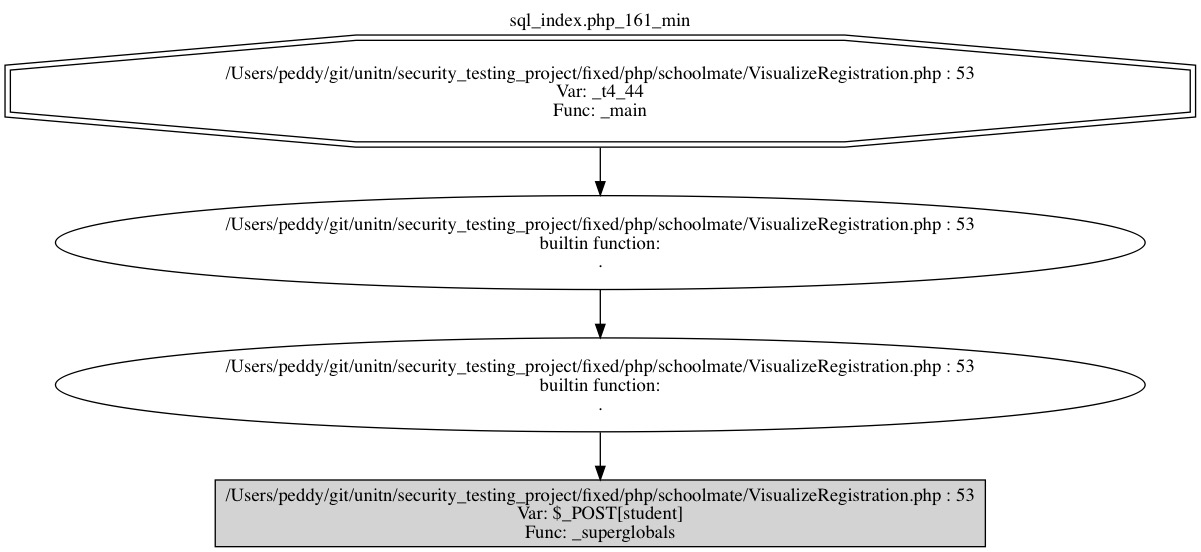 sql_index.php_161_min
/Users/peddy/git/unitn/security_testing_project/fixed/php/schoolmate/VisualizeRegistration.php : 53
Var: _t4_44
Func: _main
/Users/peddy/git/unitn/security_testing_project/fixed/php/schoolmate/VisualizeRegistration.php : 53
builtin function:
.
/Users/peddy/git/unitn/security_testing_project/fixed/php/schoolmate/VisualizeRegistration.php : 53
builtin function:
.
/Users/peddy/git/unitn/security_testing_project/fixed/php/schoolmate/VisualizeRegistration.php : 53
Var: $_POST[student]
Func: _superglobals